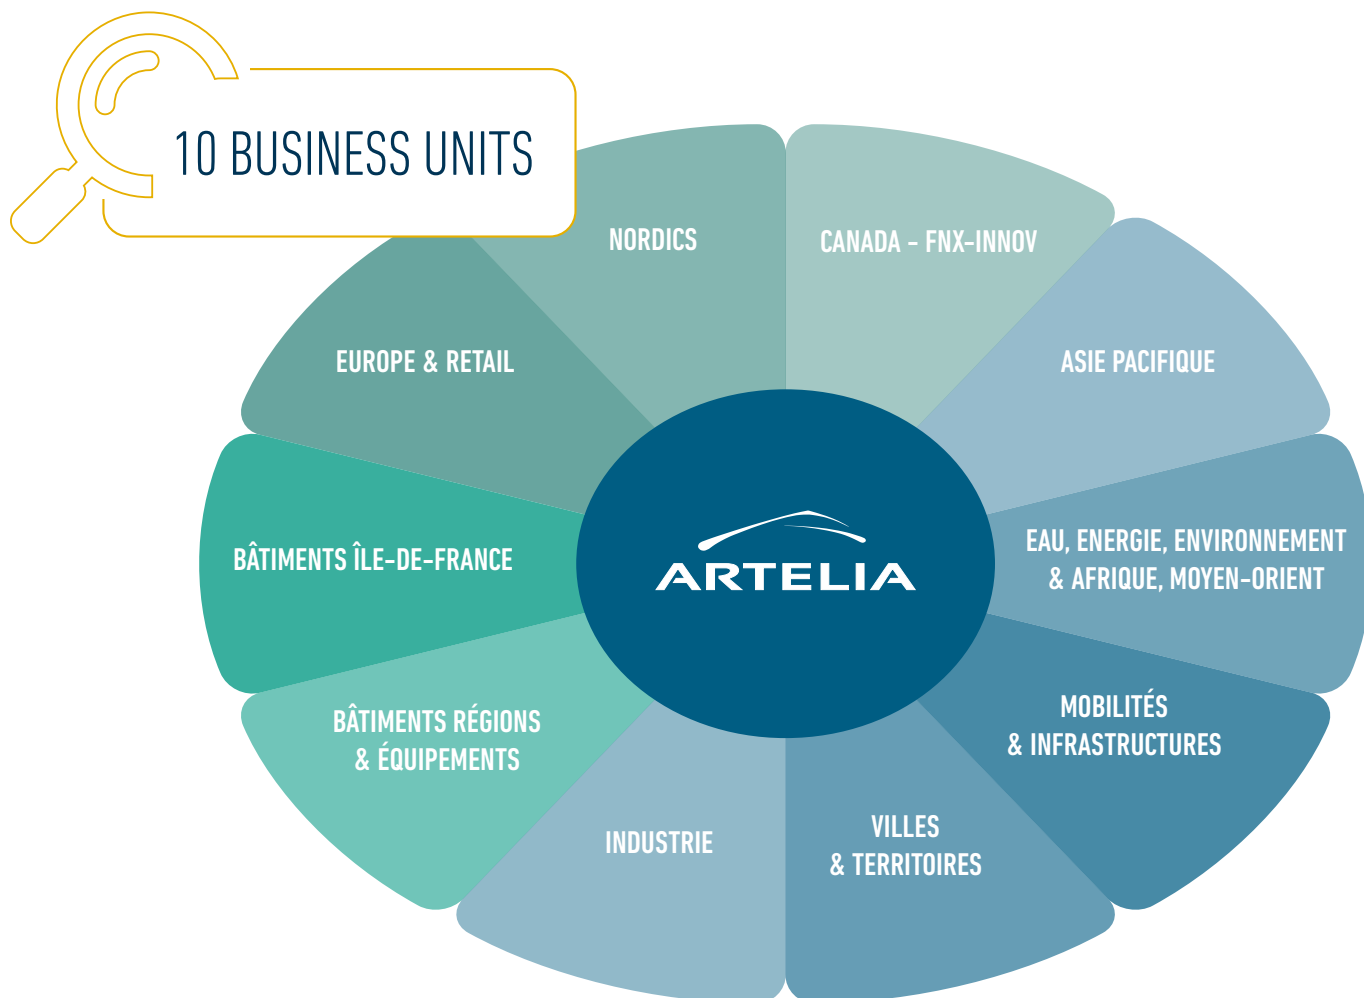 10 BUSINESS UNITS
NORDICS
CANADA - FNX-INNOV
EUROPE & RETAIL
ASIE PACIFIQUE
BÂTIMENTS ÎLE-DE-FRANCE
ARTELIA
EAU, ENERGIE, ENVIRONNEMENT
& AFRIQUE, MOYEN-ORIENT
BÂTIMENTS RÉGIONS
& ÉQUIPEMENTS
MOBILITÉS
& INFRASTRUCTURES
INDUSTRIE
VILLES
& TERRITOIRES